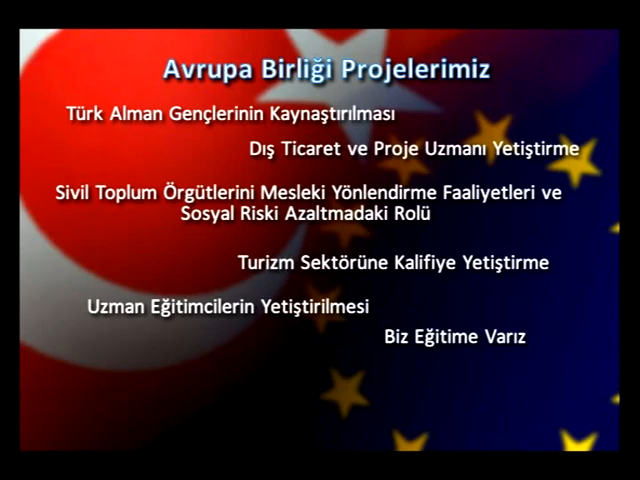 Avrupa Birliği Projelerimiz
Türk Alman Gençlerinin Kaynaştırılması
Dış Ticaret ve Proje Uzmanı Yetiştirme
Sivil Toplum Örgütlerini Mesleki Yönlendirme Faaliyetleri ve
Sosyal Riski Azaltmadaki Rolü
Turizm Sektörüne Kalifiye Yetiştirme
Uzman Eğitimcilerin Yetiştirilmesi
Biz Eğitime Varız